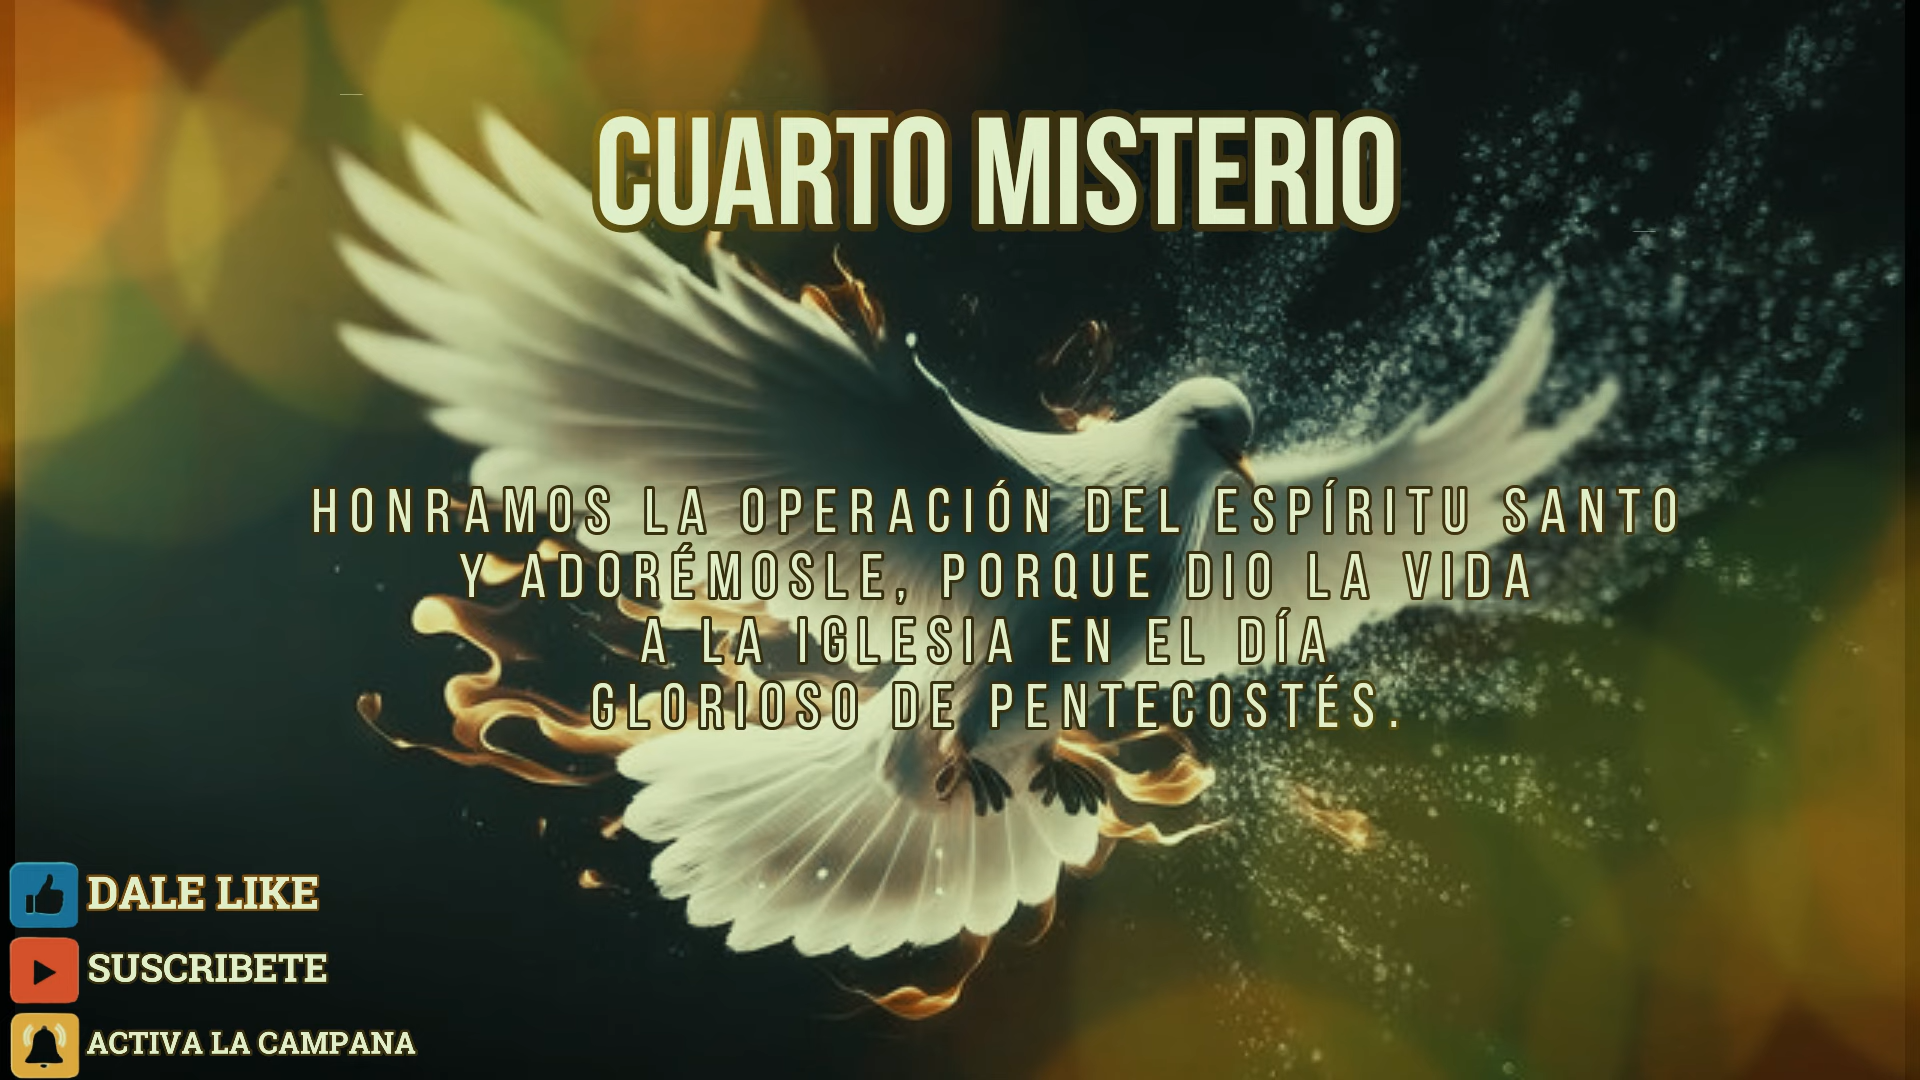 CUARTO MISTERIO
HONRAMOS LA OPERACIÓN DEL ESPÍRITU SANTO
Y ADORÉMOSLE, PORQUE DIO LA VIDA
A LA IGLESIA EN EL DÍA
GLORIOSO DE PENTECOSTÉS.
DALE LIKE
SUSCRIBETE
ACTIVA LA CAMPANA